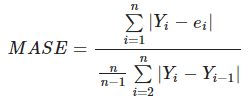 MASE = \frac{\sum_{i=1}^{n} |Y_i - e_i|}{\frac{n}{n-1} \sum_{i=2}^{n} |Y_i - Y_{i-1}|}